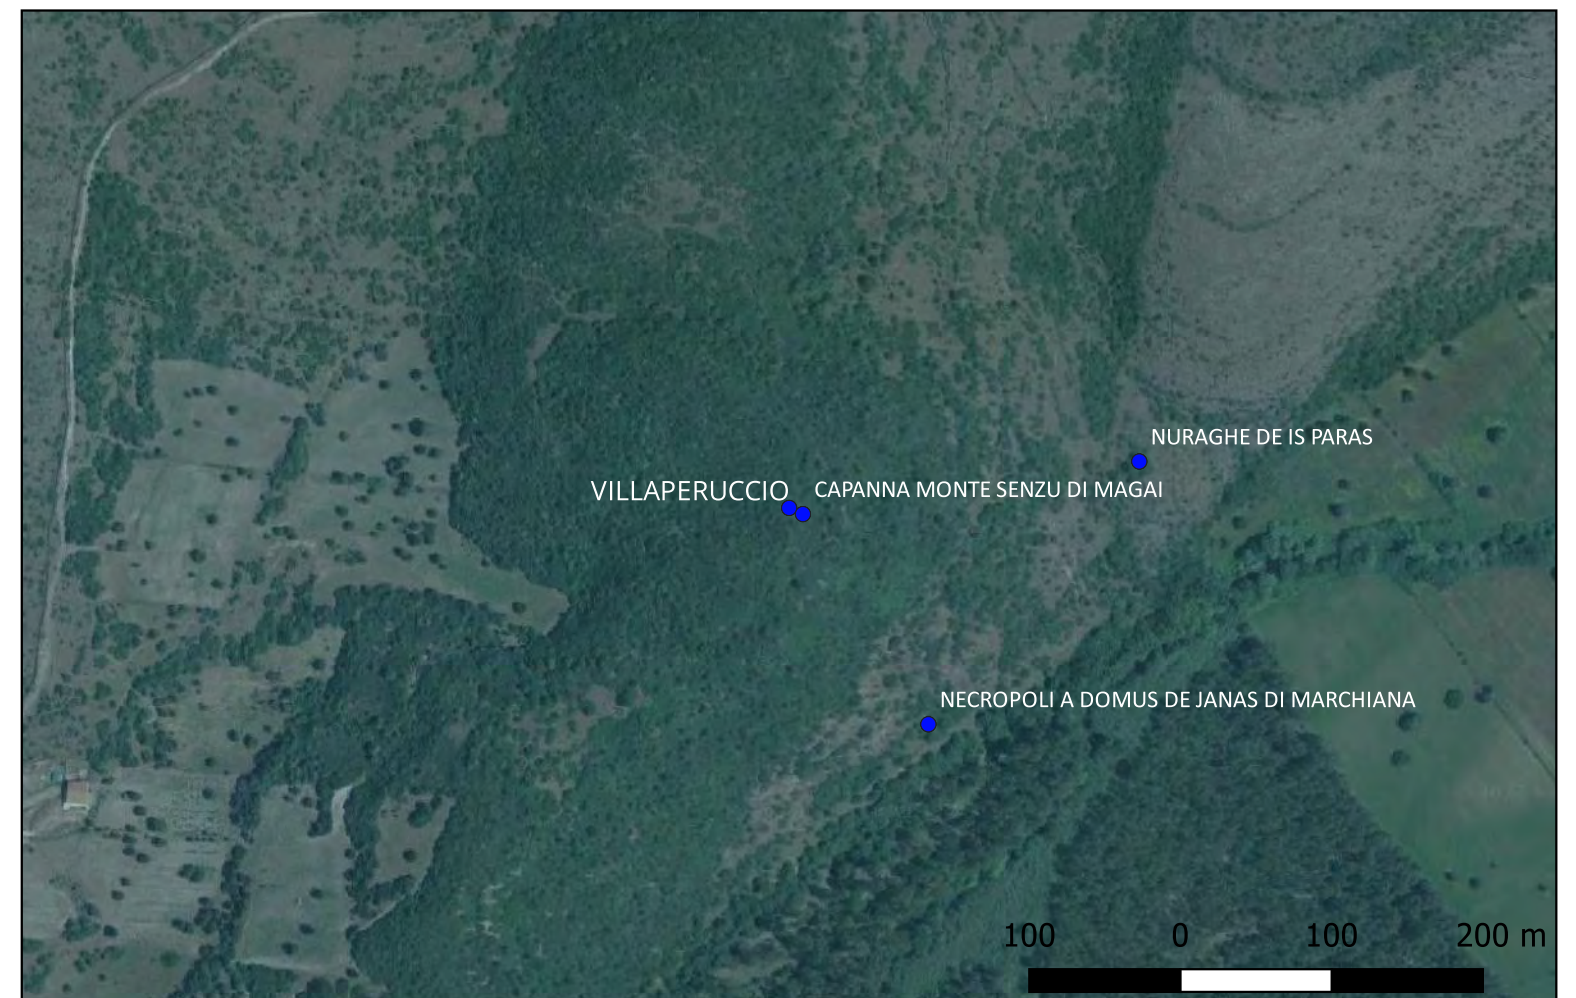 NURAGHE DE IS PARAS
VILLAPERUCCIO
CAPANNA MONTE SENZU DI MAGAI
NECROPOLI A DOMUS DE JANAS DI MARCHIANA
100 0 100 200 m